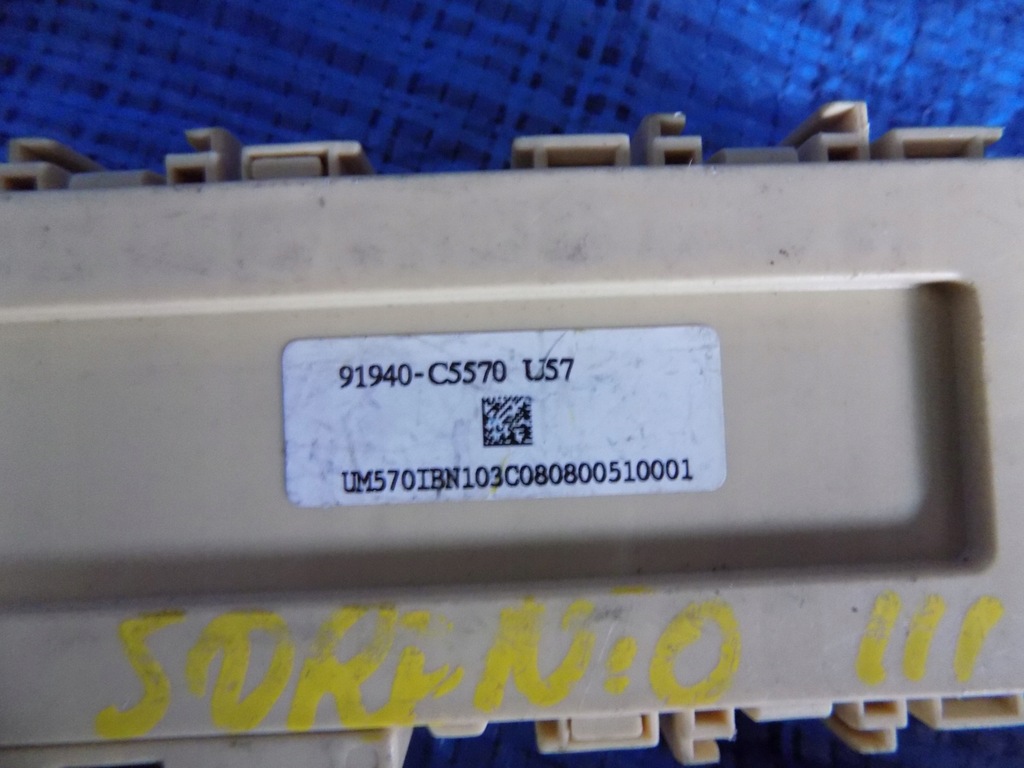 91940-C5570 U57
UM570IBN103C080800510001
SORENto III